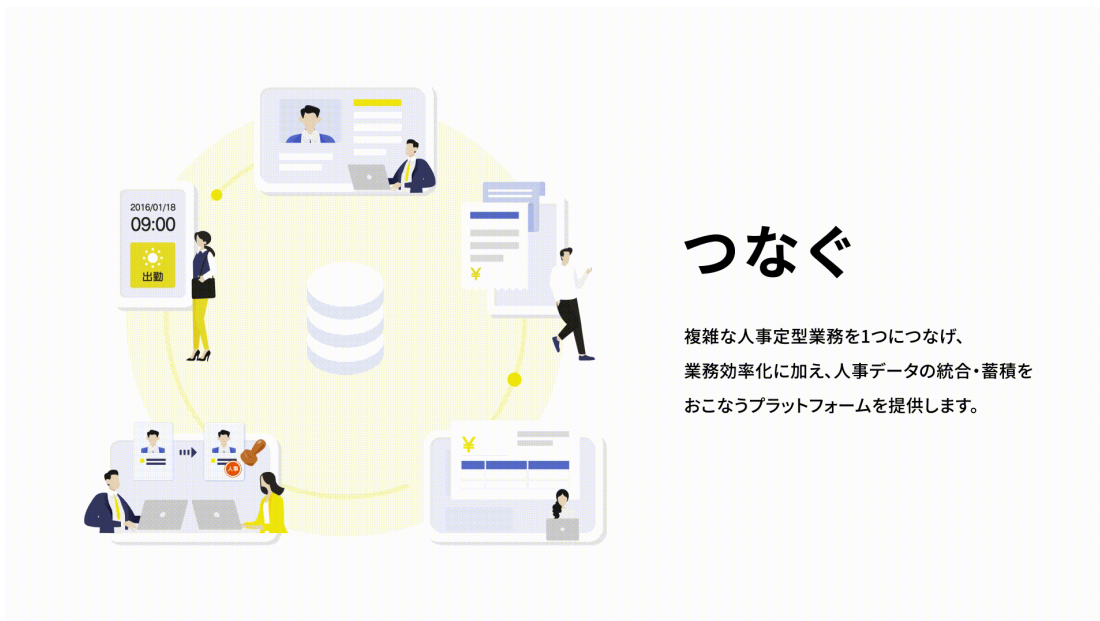 2016/01/18
09:00
出勤
¥
人事
¥
つなぐ
複雑な人事定型業務を1つにつなげ、
業務効率化に加え、人事データの統合・蓄積を
おこなうプラットフォームを提供します。